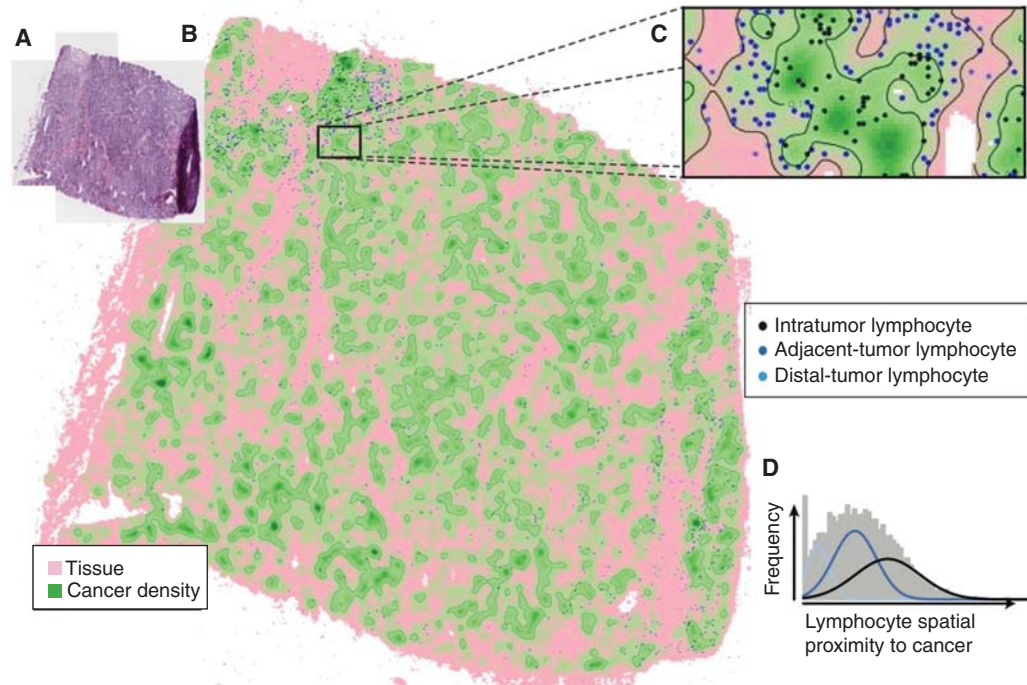 A
B
C
Intratumor lymphocyte
Adjacent-tumor lymphocyte
Distal-tumor lymphocyte
D
Frequency
Lymphocyte spatial
proximity to cancer
Tissue
Cancer density